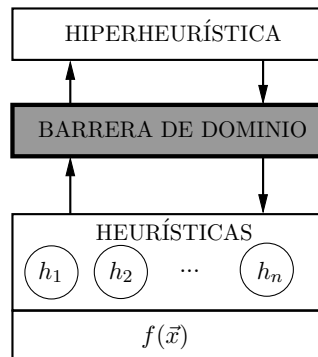 HIPERHEURÍSTICA
BARRERA DE DOMINIO
HEURÍSTICAS
h₁ h₂ ... hₙ
f(x⃗)